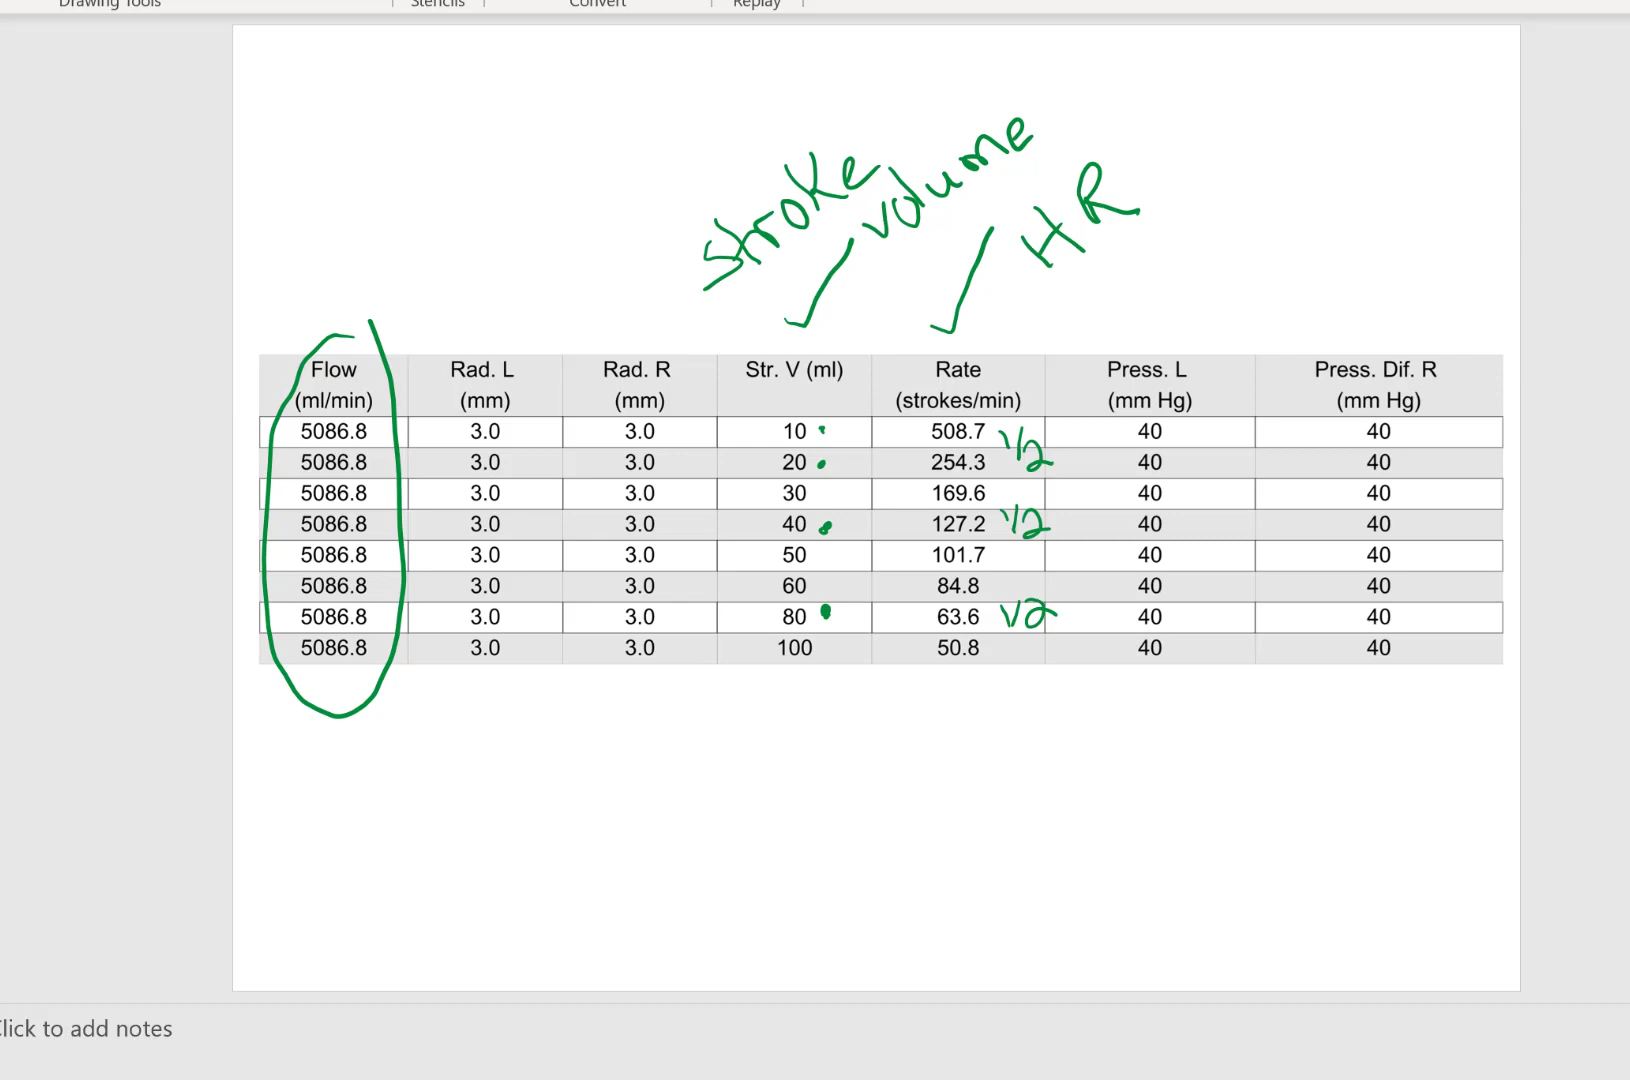 Drawing Tools Stencils Convert Replay
Stroke volume HR
Flow (ml/min) Rad. L (mm) Rad. R (mm) Str. V (ml) Rate (strokes/min) Press. L (mm Hg) Press. Dif. R (mm Hg)
5086.8 3.0 3.0 10 508.7 1/2 40 40
5086.8 3.0 3.0 20 254.3 40 40
5086.8 3.0 3.0 30 169.6 40 40
5086.8 3.0 3.0 40 127.2 1/2 40 40
5086.8 3.0 3.0 50 101.7 40 40
5086.8 3.0 3.0 60 84.8 40 40
5086.8 3.0 3.0 80 63.6 1/2 40 40
5086.8 3.0 3.0 100 50.8 40 40
lick to add notes